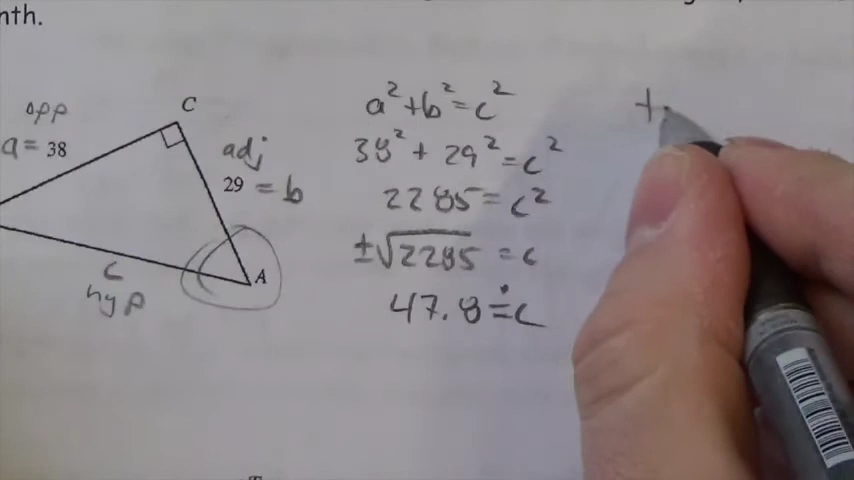 nth.
opp
C
a = 38
adj
29 = b
c
hyp
A
a² + b² = c²
38² + 29² = c²
2285 = c²
±√2285 = c
47.8 ≐ c
t